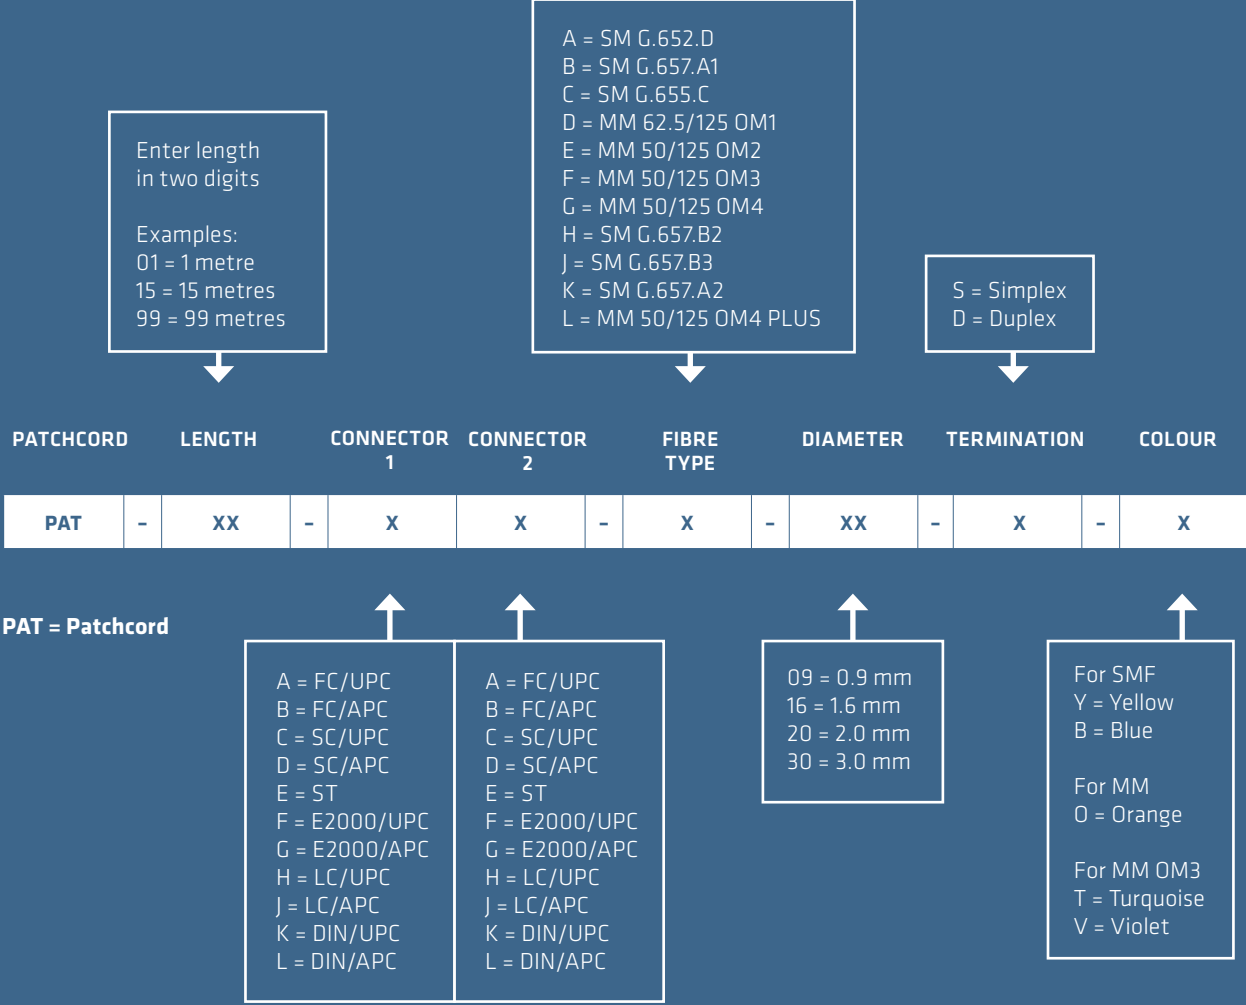 A = SM G.652.D
B = SM G.657.A1
C = SM G.655.C
D = MM 62.5/125 OM1
E = MM 50/125 OM2
F = MM 50/125 OM3
G = MM 50/125 OM4
H = SM G.657.B2
J = SM G.657.B3
K = SM G.657.A2
L = MM 50/125 OM4 PLUS
Enter length
in two digits
Examples:
01 = 1 metre
15 = 15 metres
99 = 99 metres
S = Simplex
D = Duplex
PATCHCORD LENGTH CONNECTOR 1 CONNECTOR 2 FIBRE TYPE DIAMETER TERMINATION COLOUR
PAT - XX - X X - X - XX - X - X
PAT = Patchcord
A = FC/UPC
B = FC/APC
C = SC/UPC
D = SC/APC
E = ST
F = E2000/UPC
G = E2000/APC
H = LC/UPC
J = LC/APC
K = DIN/UPC
L = DIN/APC
A = FC/UPC
B = FC/APC
C = SC/UPC
D = SC/APC
E = ST
F = E2000/UPC
G = E2000/APC
H = LC/UPC
J = LC/APC
K = DIN/UPC
L = DIN/APC
09 = 0.9 mm
16 = 1.6 mm
20 = 2.0 mm
30 = 3.0 mm
For SMF
Y = Yellow
B = Blue
For MM
O = Orange
For MM OM3
T = Turquoise
V = Violet